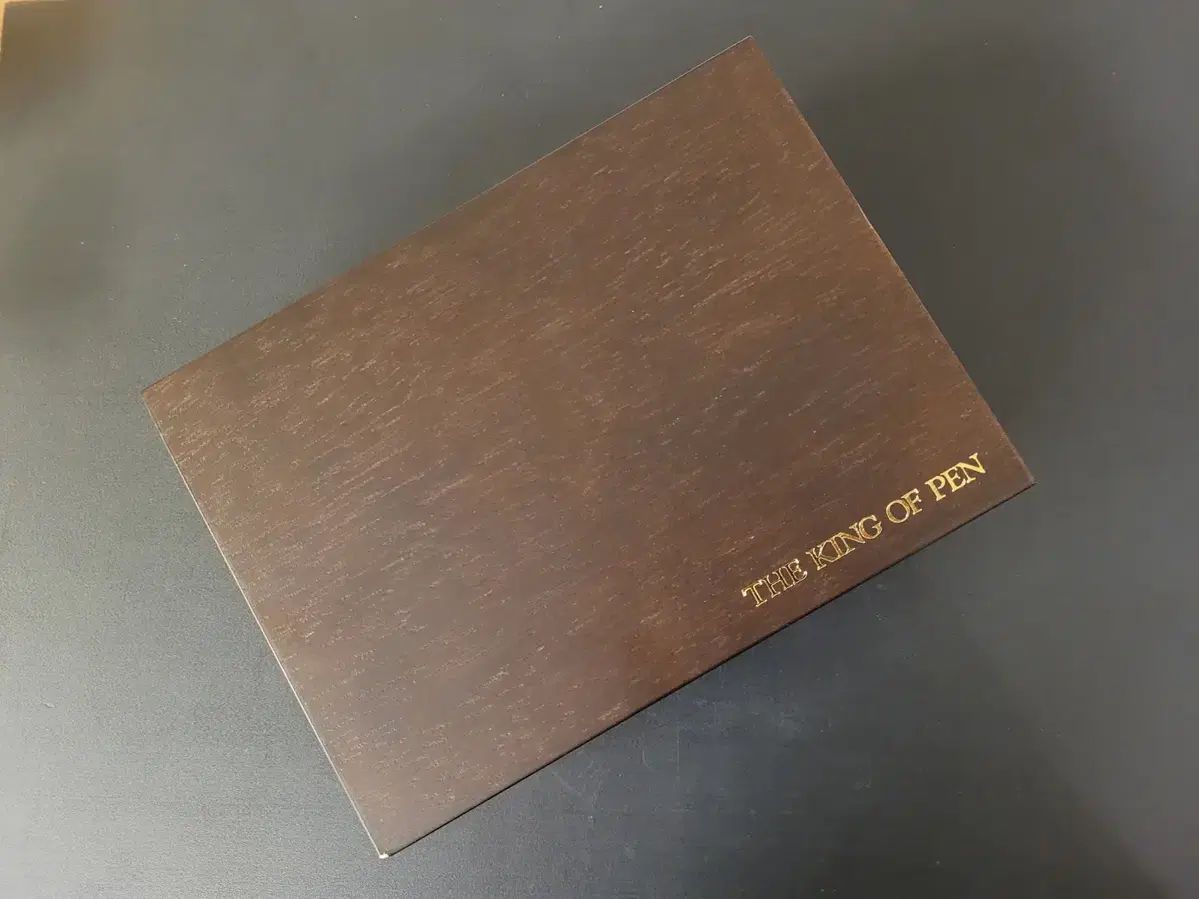 THE KING OF PEN